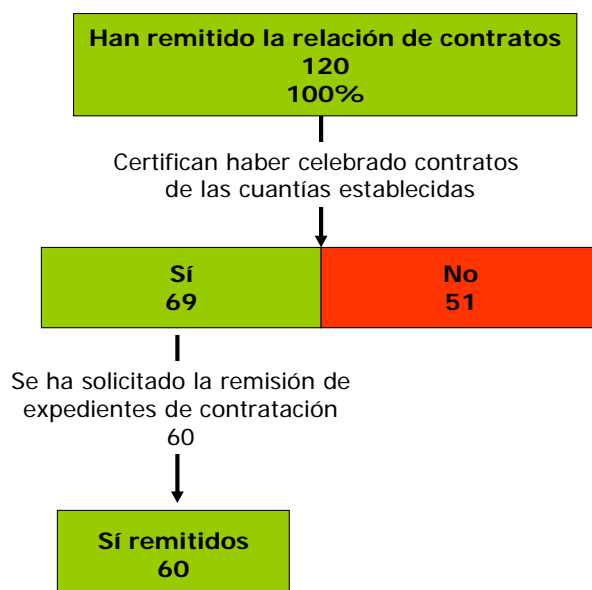 Han remitido la relación de contratos
120
100%
Certifican haber celebrado contratos
de las cuantías establecidas
Sí
69
No
51
Se ha solicitado la remisión de
expedientes de contratación
60
Sí remitidos
60